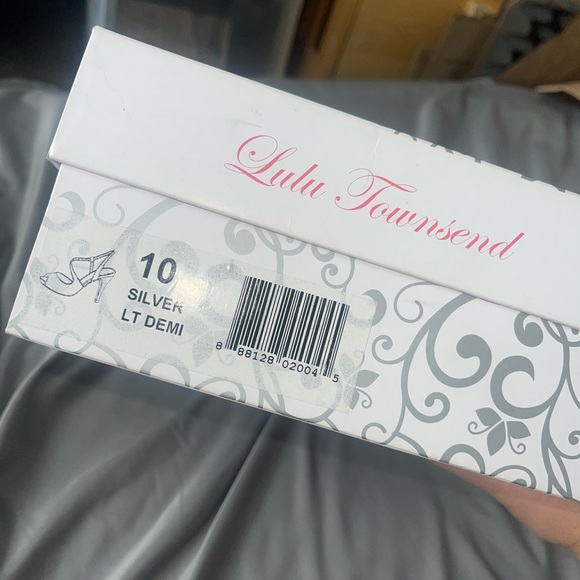 Lulu Townsend
10
SILVER
LT DEMI
8 88128 02004 5